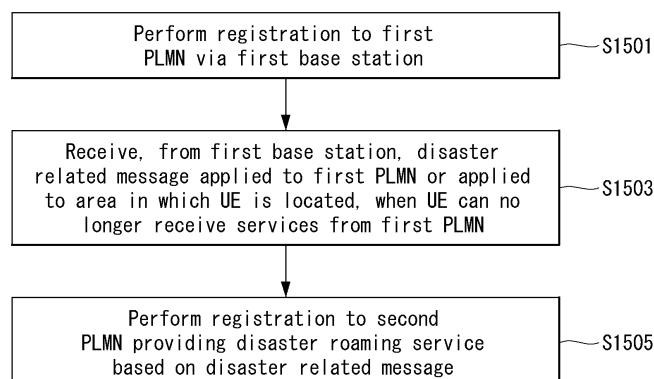 Perform registration to first
PLMN via first base station
S1501
Receive, from first base station, disaster
related message applied to first PLMN or applied
to area in which UE is located, when UE can no
longer receive services from first PLMN
S1503
Perform registration to second
PLMN providing disaster roaming service
based on disaster related message
S1505